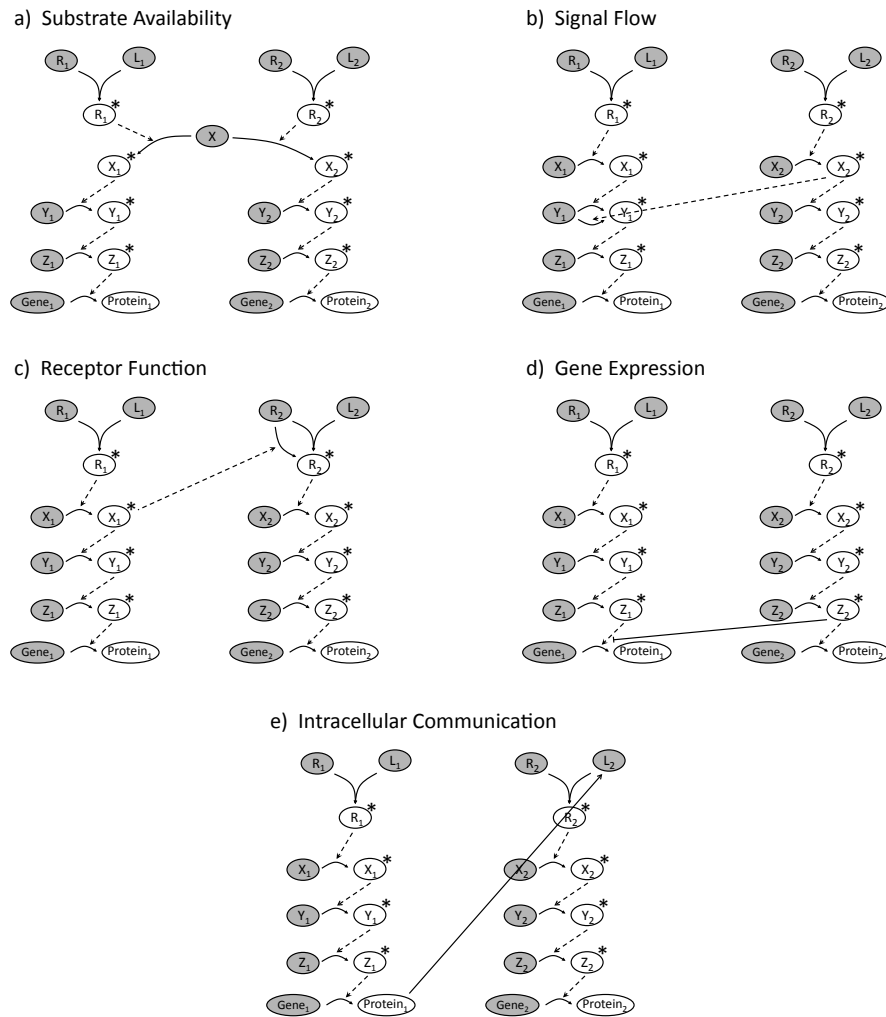 a) Substrate Availability
R1 L1 R2 L2
R1* R2*
X
X1* X2*
Y1 Y1* Y2 Y2*
Z1 Z1* Z2 Z2*
Gene1 Protein1 Gene2 Protein2
b) Signal Flow
R1 L1 R2 L2
R1* R2*
X1 X1* X2 X2*
Y1 Y1* Y2 Y2*
Z1 Z1* Z2 Z2*
Gene1 Protein1 Gene2 Protein2
c) Receptor Function
R1 L1 R2 L2
R1* R2*
X1 X1* X2 X2*
Y1 Y1* Y2 Y2*
Z1 Z1* Z2 Z2*
Gene1 Protein1 Gene2 Protein2
d) Gene Expression
R1 L1 R2 L2
R1* R2*
X1 X1* X2 X2*
Y1 Y1* Y2 Y2*
Z1 Z1* Z2 Z2*
Gene1 Protein1 Gene2 Protein2
e) Intracellular Communication
R1 L1 R2 L2
R1* R2*
X1 X1* X2 X2*
Y1 Y1* Y2 Y2*
Z1 Z1* Z2 Z2*
Gene1 Protein1 Gene2 Protein2